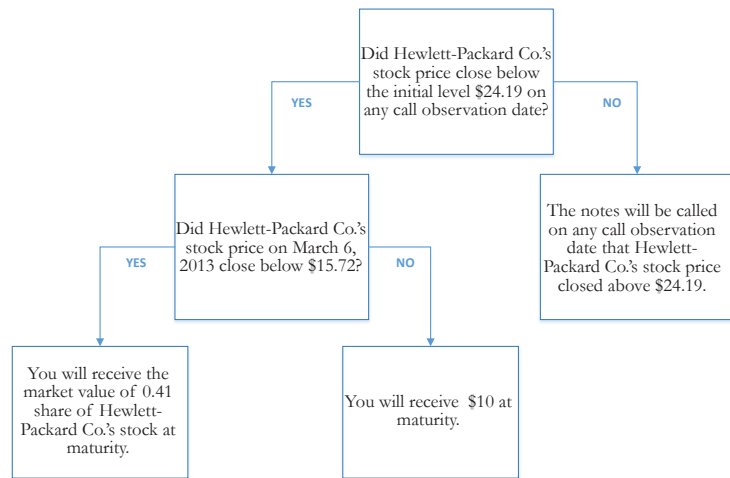 Did Hewlett-Packard Co.'s
stock price close below
the initial level $24.19 on
any call observation date?
YES
NO
Did Hewlett-Packard Co.'s
stock price on March 6,
2013 close below $15.72?
The notes will be called
on any call observation
date that Hewlett-
Packard Co.'s stock price
closed above $24.19.
YES
NO
You will receive the
market value of 0.41
share of Hewlett-
Packard Co.'s stock at
maturity.
You will receive $10 at
maturity.